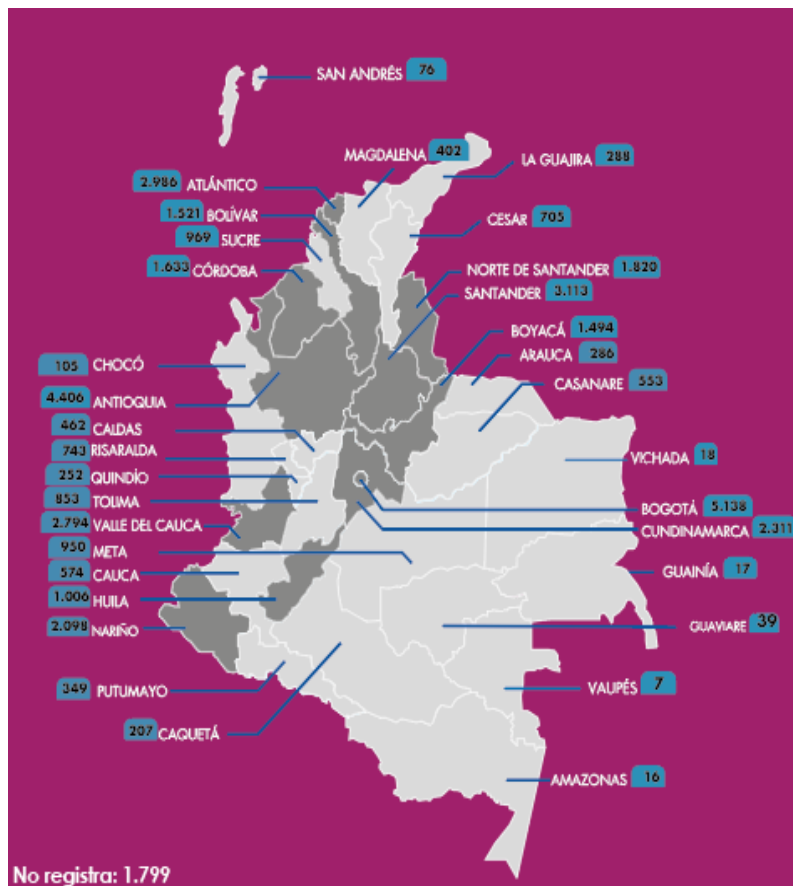 SAN ANDRÉS 76
MAGDALENA 402
LA GUAJIRA 288
2.986 ATLÁNTICO
1.521 BOLÍVAR
CESAR 705
969 SUCRE
1.633 CÓRDOBA
NORTE DE SANTANDER 1.820
SANTANDER 3.113
BOYACÁ 1.494
ARAUCA 286
105 CHOCÓ
CASANARE 553
4.406 ANTIOQUIA
462 CALDAS
743 RISARALDA
VICHADA 18
252 QUINDÍO
853 TOLIMA
BOGOTÁ 5.138
2.794 VALLE DEL CAUCA
CUNDINAMARCA 2.311
950 META
574 CAUCA
GUAINÍA 17
1.006 HUILA
2.098 NARIÑO
GUAVIARE 39
349 PUTUMAYO
VAUPÉS 7
207 CAQUETÁ
AMAZONAS 16
No registra: 1.799